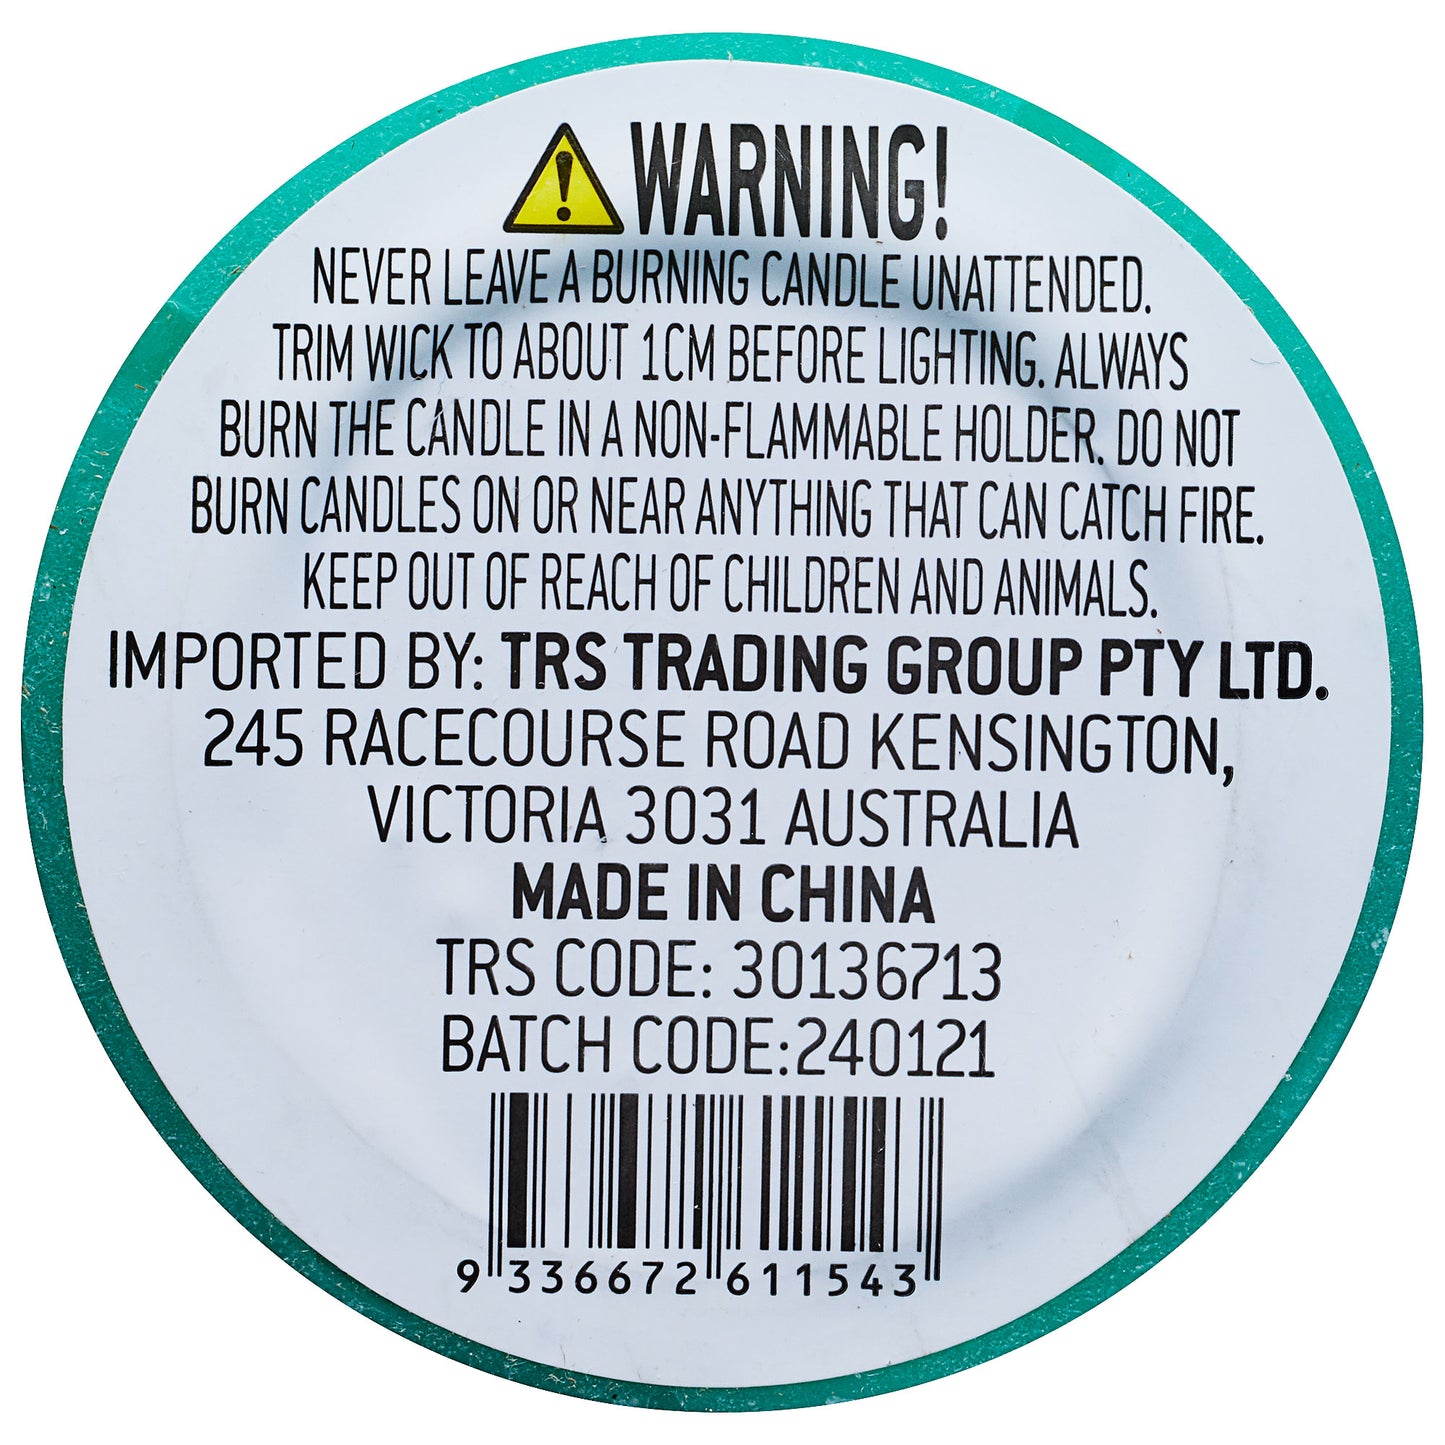 WARNING!
NEVER LEAVE A BURNING CANDLE UNATTENDED.
TRIM WICK TO ABOUT 1CM BEFORE LIGHTING. ALWAYS
BURN THE CANDLE IN A NON-FLAMMABLE HOLDER. DO NOT
BURN CANDLES ON OR NEAR ANYTHING THAT CAN CATCH FIRE.
KEEP OUT OF REACH OF CHILDREN AND ANIMALS.
IMPORTED BY: TRS TRADING GROUP PTY LTD.
245 RACECOURSE ROAD KENSINGTON,
VICTORIA 3031 AUSTRALIA
MADE IN CHINA
TRS CODE: 30136713
BATCH CODE:240121
9 336672 611543